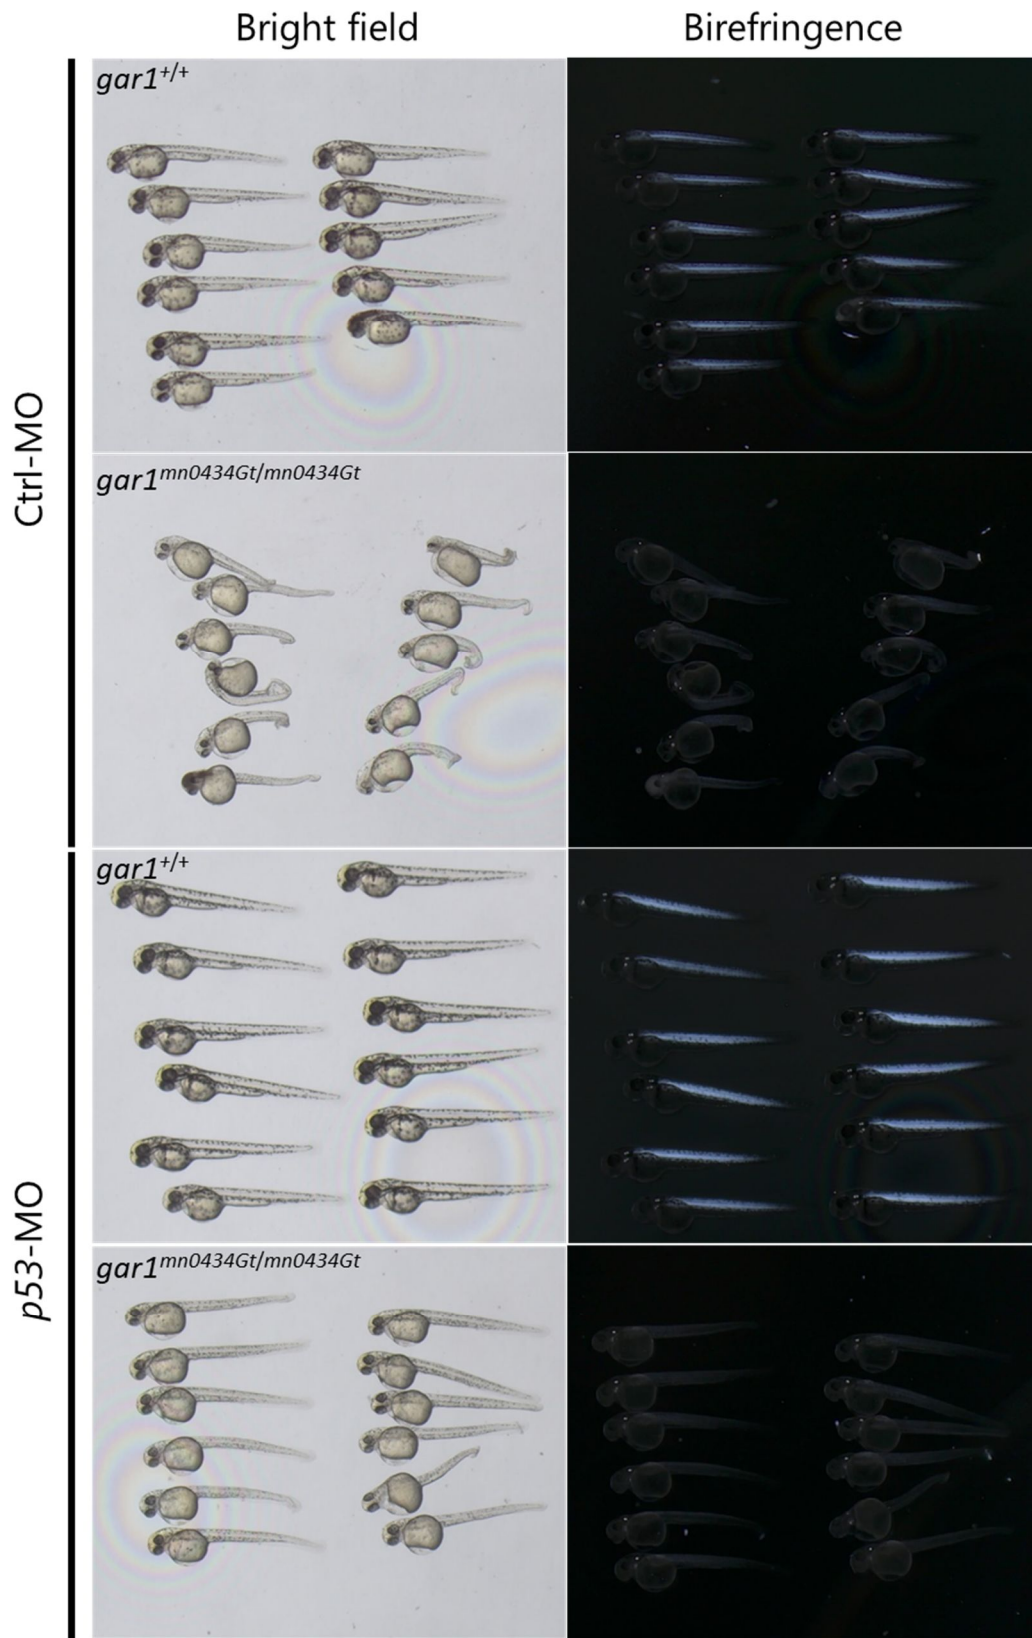 Bright field
Birefringence
Ctrl-MO
gar1+/+
gar1mn0434Gt/mn0434Gt
p53-MO
gar1+/+
gar1mn0434Gt/mn0434Gt